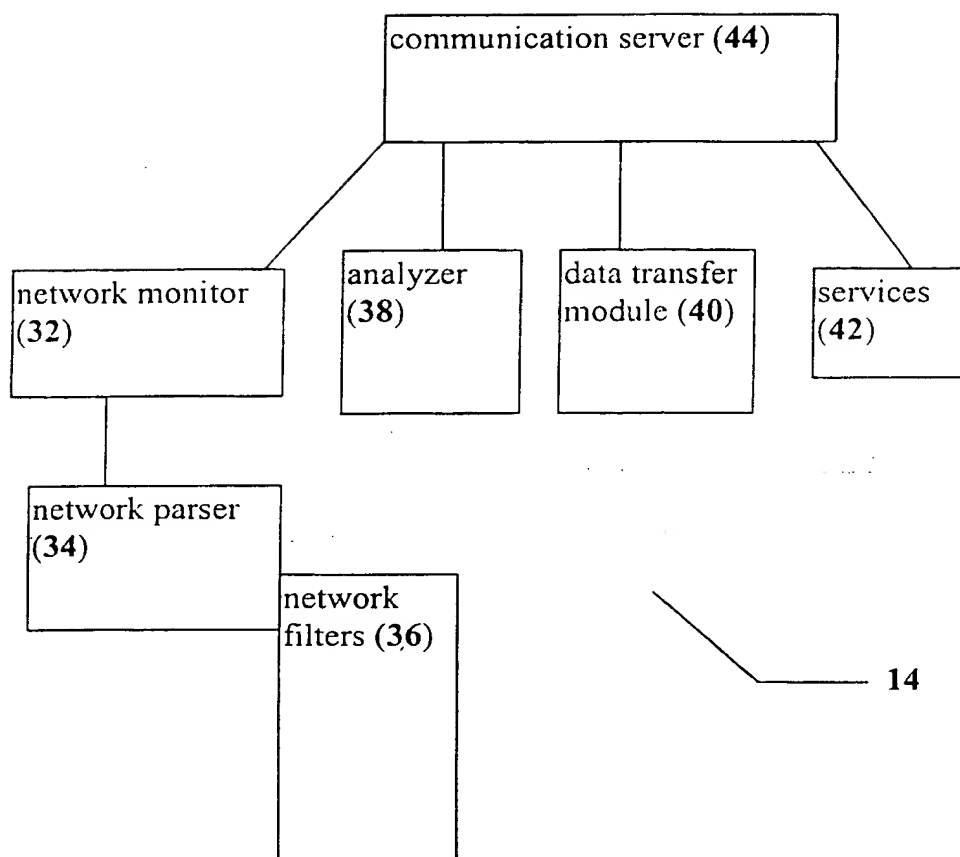 communication server (44)
network monitor
(32)
analyzer
(38)
data transfer
module (40)
services
(42)
network parser
(34)
network
filters (36)
14